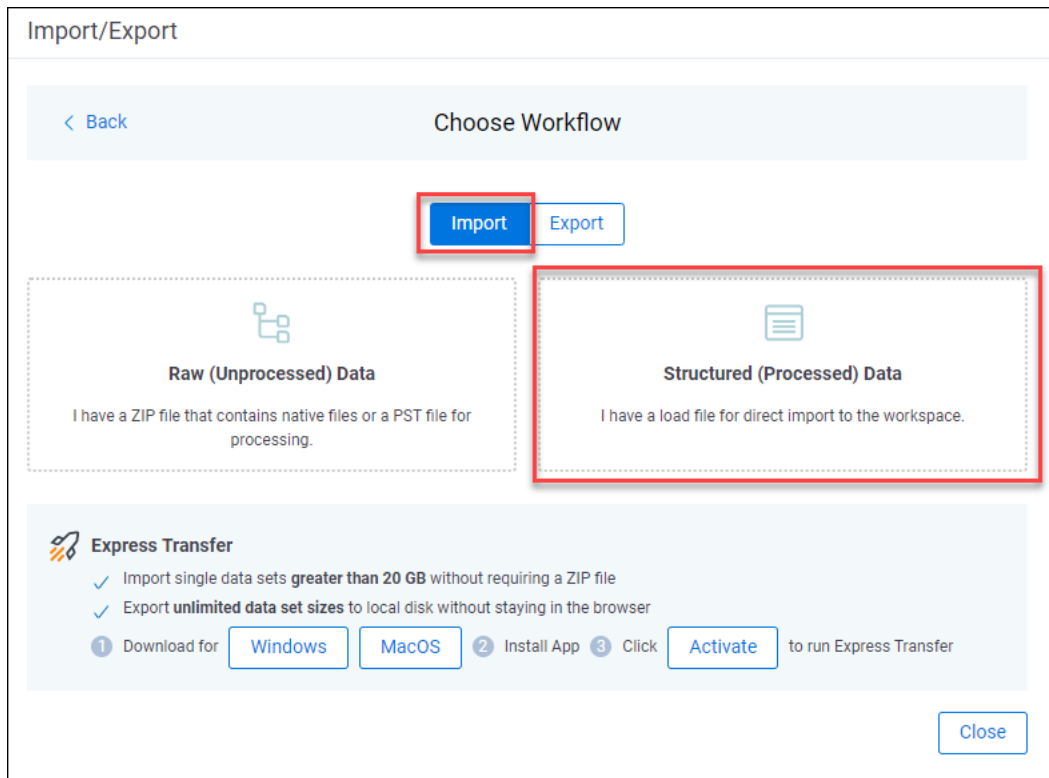 Import/Export
Back
Choose Workflow
Import
Export
Raw (Unprocessed) Data
I have a ZIP file that contains native files or a PST file for
processing.
Structured (Processed) Data
I have a load file for direct import to the workspace.
Express Transfer
Import single data sets greater than 20 GB without requiring a ZIP file
Export unlimited data set sizes to local disk without staying in the browser
1 Download for Windows MacOS 2 Install App 3 Click Activate to run Express Transfer
Close